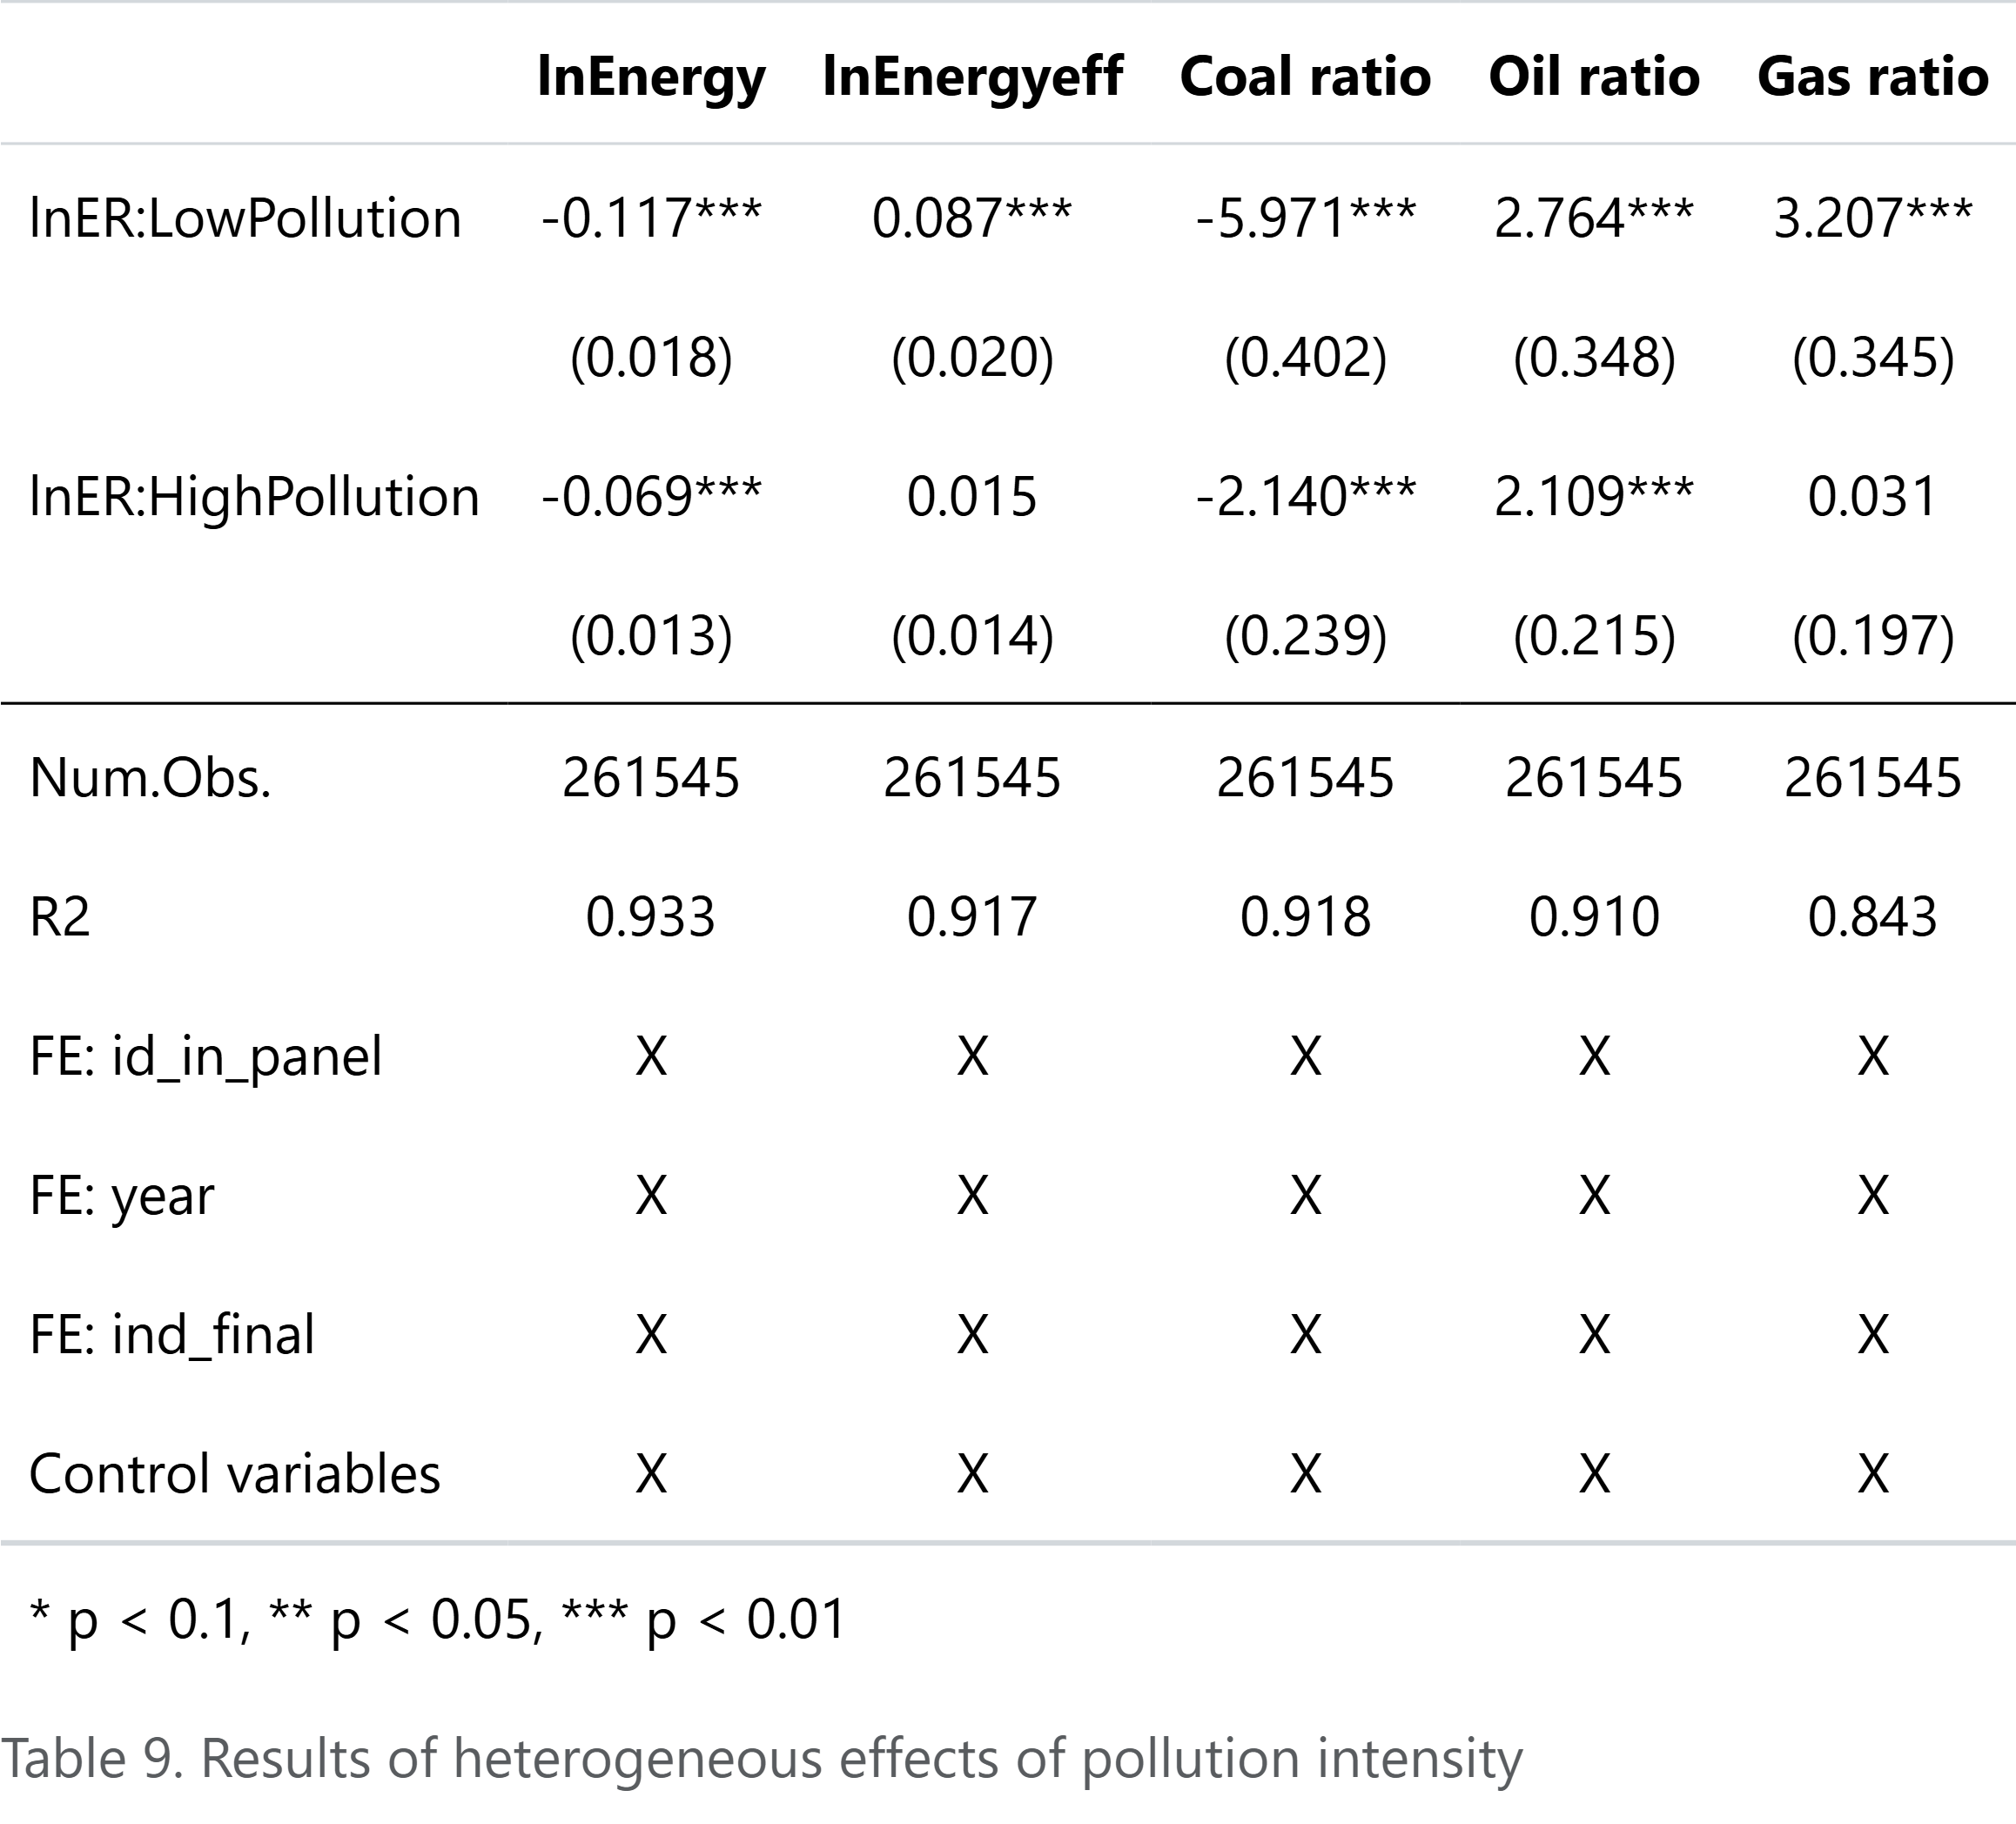 lnEnergy lnEnergyeff Coal ratio Oil ratio Gas ratio
lnER:LowPollution -0.117*** 0.087*** -5.971*** 2.764*** 3.207***
(0.018) (0.020) (0.402) (0.348) (0.345)
lnER:HighPollution -0.069*** 0.015 -2.140*** 2.109*** 0.031
(0.013) (0.014) (0.239) (0.215) (0.197)
Num.Obs. 261545 261545 261545 261545 261545
R2 0.933 0.917 0.918 0.910 0.843
FE: id_in_panel X X X X X
FE: year X X X X X
FE: ind_final X X X X X
Control variables X X X X X
* p < 0.1, ** p < 0.05, *** p < 0.01
Table 9. Results of heterogeneous effects of pollution intensity